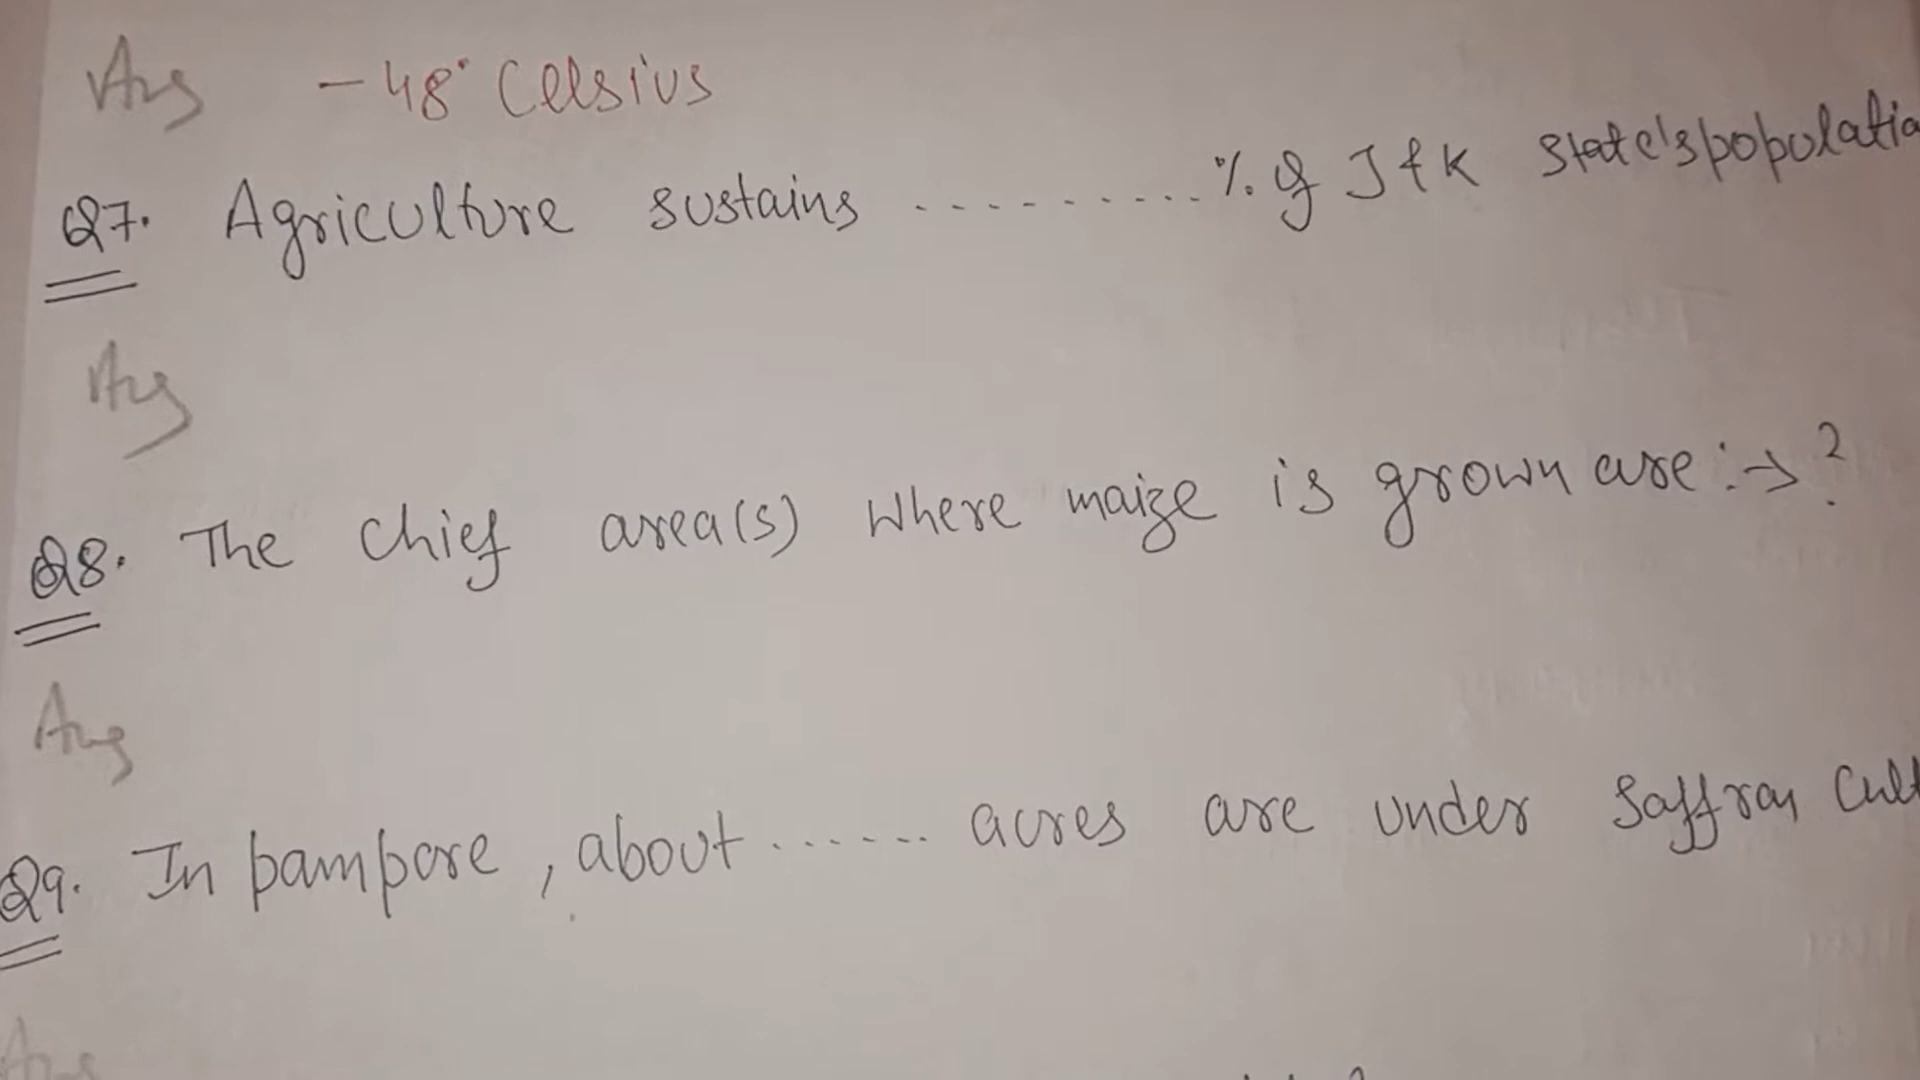 Ans -48° Celsius
Q7. Agriculture sustains ..........%. of J & K state's populatio
Ans
Q8. The chief area(s) where maize is grown are :→ ?
Ans
Q9. In pampore, about ...... acres are under saffron cult
Ans